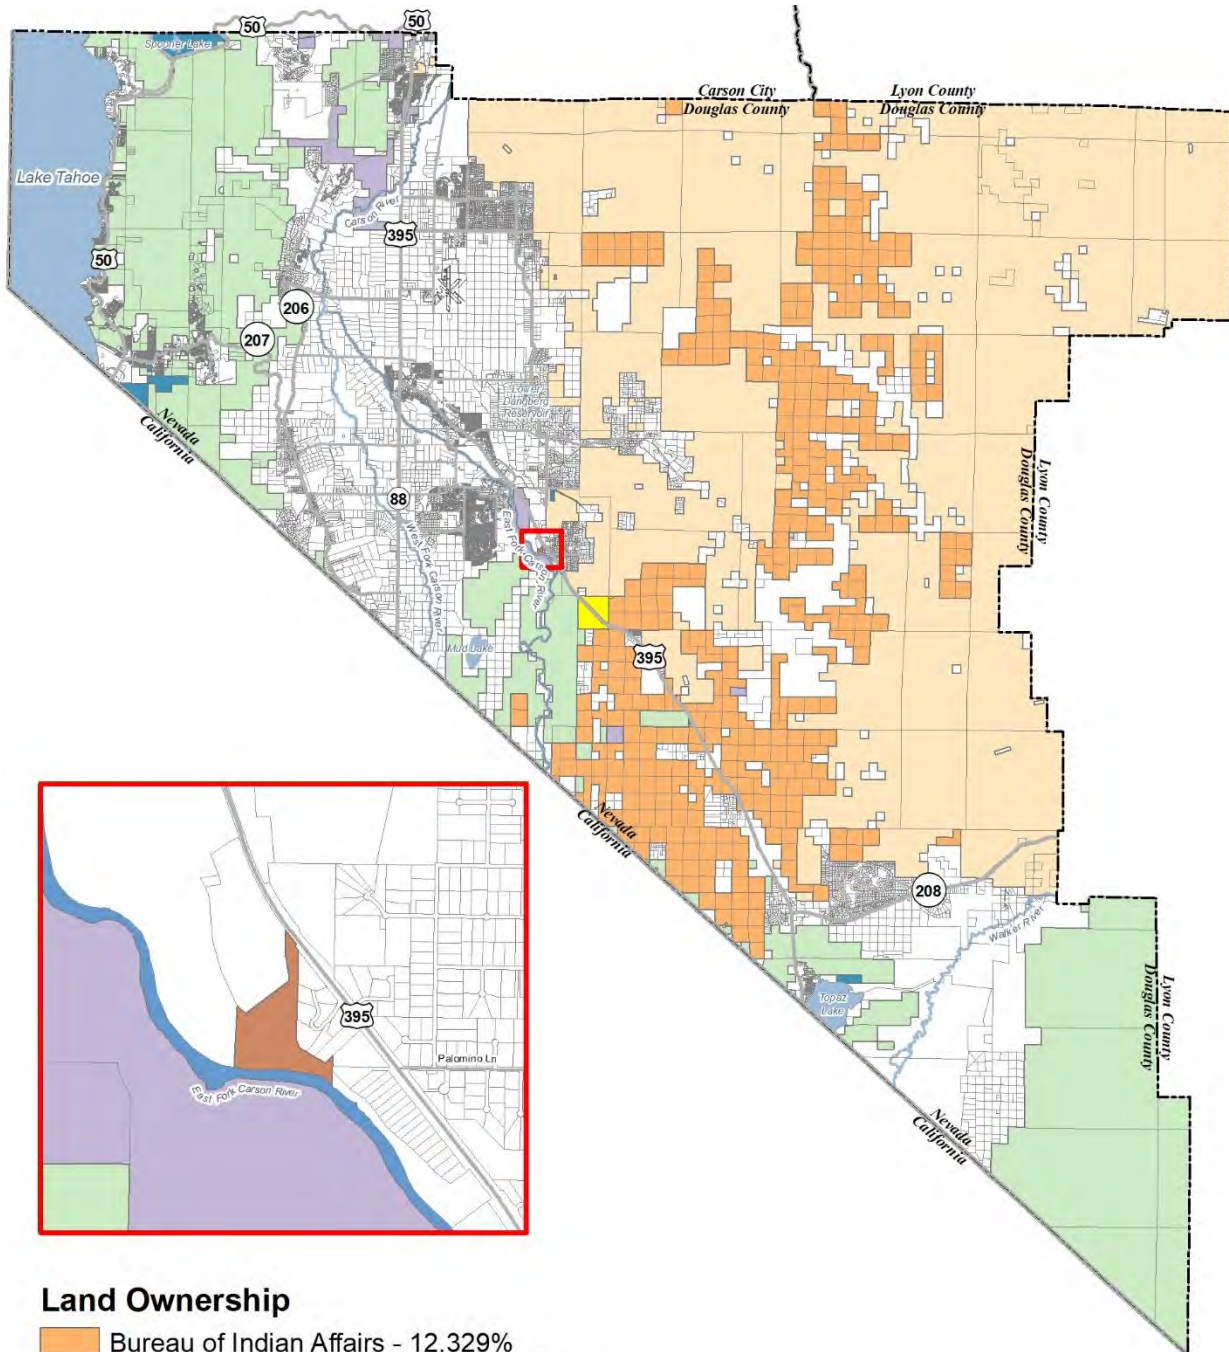 50
50
Spooner Lake
Carson City
Douglas County
Lyon County
Douglas County
Lake Tahoe
Carson River
395
50
206
207
Lower
Dangberg
Reservoir
Nevada
California
Lyon County
Douglas County
88
East Fork Carson River
West Fork Carson River
Mud Lake
395
Nevada
California
208
Walker River
Topaz
Lake
Lyon County
Douglas County
395
Palomino Ln
East Fork Carson River
Nevada
California
Land Ownership
Bureau of Indian Affairs - 12.329%